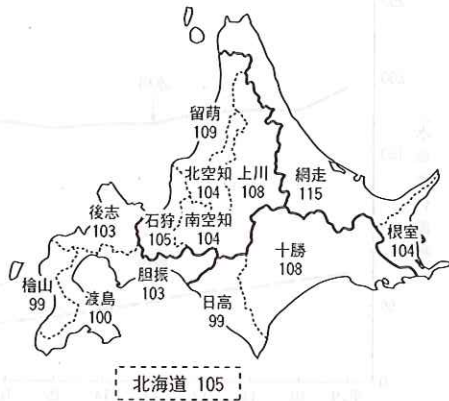 留萌
109
北空知
104
上川
108
網走
115
後志
103
石狩
105
南空知
104
根室
104
十勝
108
檜山
99
渡島
100
胆振
103
日高
99
北海道 105